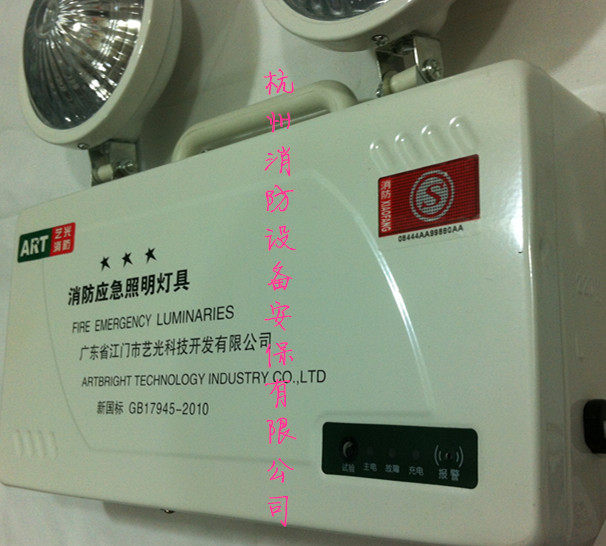 ART 艺光消防
消防 XIAOFANG
0B444AA99860AA
★★★
消防应急照明灯具
FIRE EMERGENCY LUMINARIES
广东省江门市艺光科技开发有限公司
ARTBRIGHT TECHNOLOGY INDUSTRY CO.,LTD
新国标 GB17945-2010
试验 主电 故障 充电 报警
杭州消防设备安保有限公司